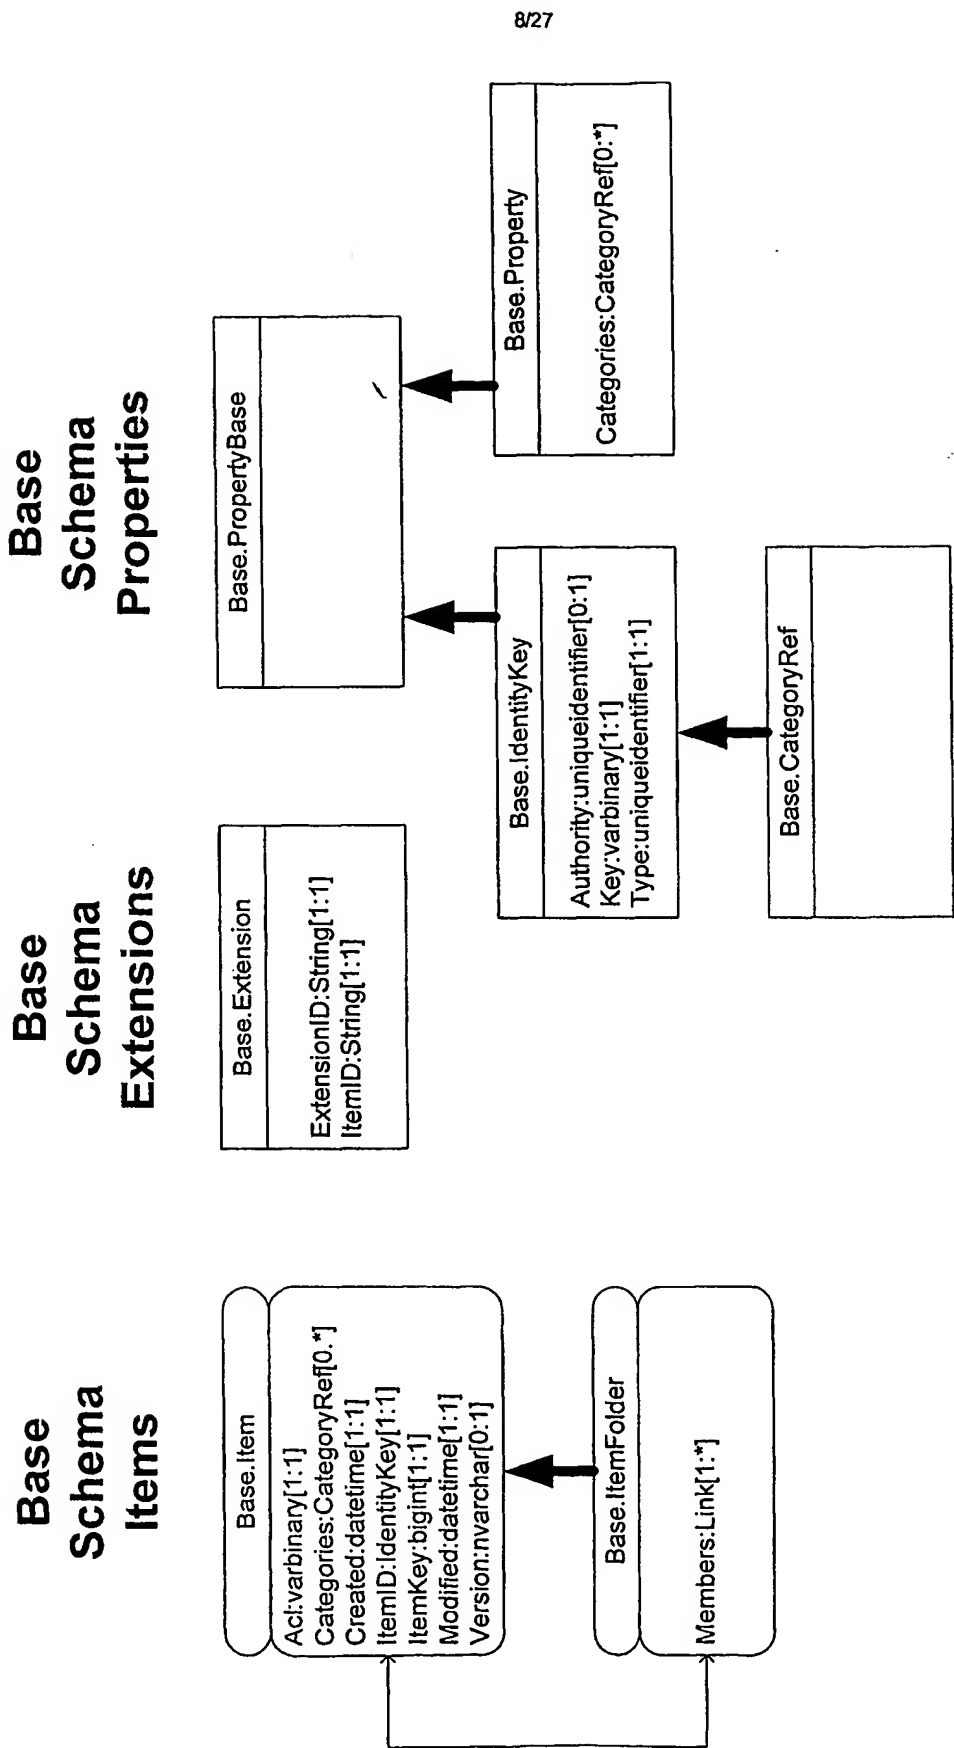 8/27
Base
Schema
Items
Base.Item
Acl:varbinary[1:1]
Categories:CategoryRef[0.*]
Created:datetime[1:1]
ItemID:IdentityKey[1:1]
ItemKey:bigint[1:1]
Modified:datetime[1:1]
Version:nvarchar[0:1]
Base.ItemFolder
Members:Link[1:*]
Base
Schema
Extensions
Base.Extension
ExtensionID:String[1:1]
ItemID:String[1:1]
Base
Schema
Properties
Base.PropertyBase
Base.IdentityKey
Authority:uniqueidentifier[0:1]
Key:varbinary[1:1]
Type:uniqueidentifier[1:1]
Base.Property
Categories:CategoryRef[0:*]
Base.CategoryRef